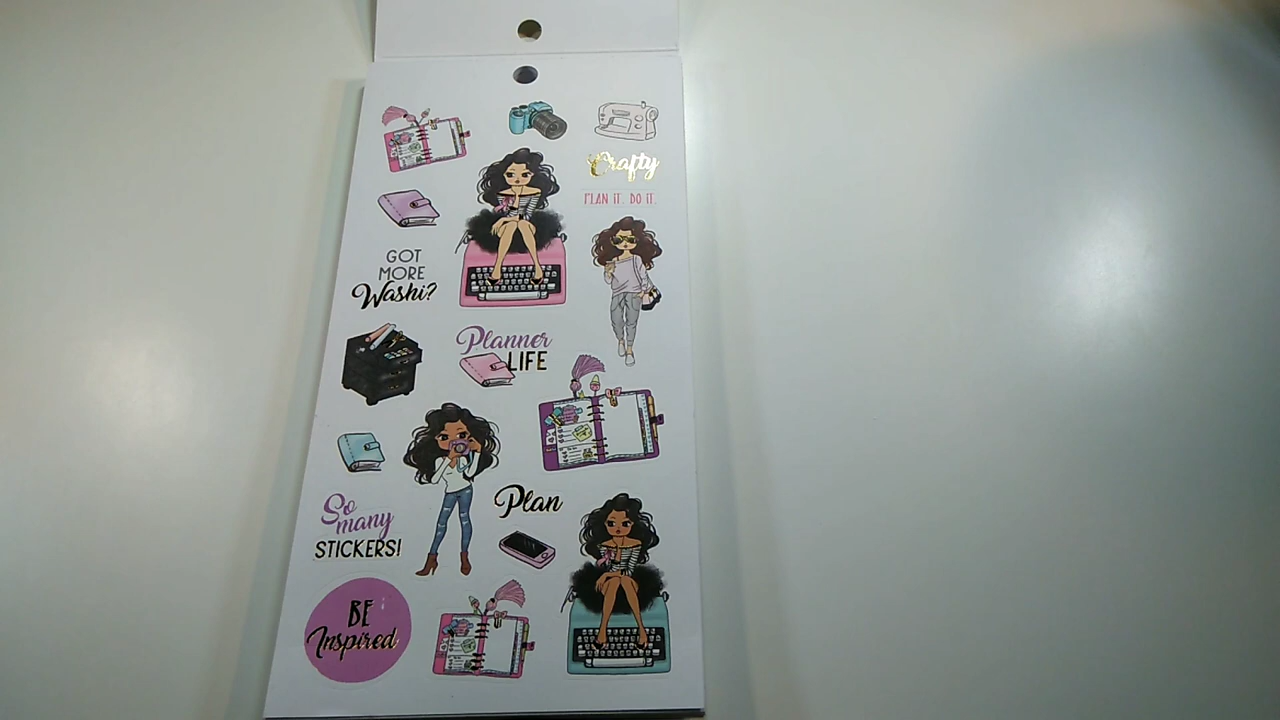 Crafty
PLAN IT. DO IT.
GOT
MORE
Washi?
Planner
LIFE
So
many
STICKERS!
Plan
BE
Inspired